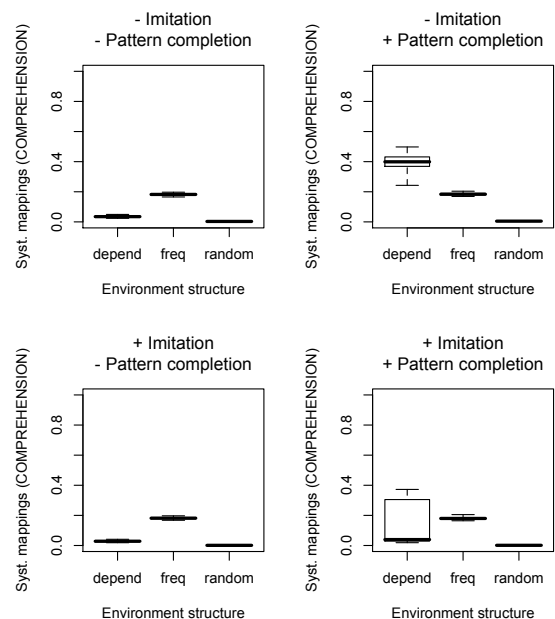 - Imitation
- Pattern completion
Syst. mappings (COMPREHENSION)
0.0 0.4 0.8
depend freq random
Environment structure
- Imitation
+ Pattern completion
Syst. mappings (COMPREHENSION)
0.0 0.4 0.8
depend freq random
Environment structure
+ Imitation
- Pattern completion
Syst. mappings (COMPREHENSION)
0.0 0.4 0.8
depend freq random
Environment structure
+ Imitation
+ Pattern completion
Syst. mappings (COMPREHENSION)
0.0 0.4 0.8
depend freq random
Environment structure